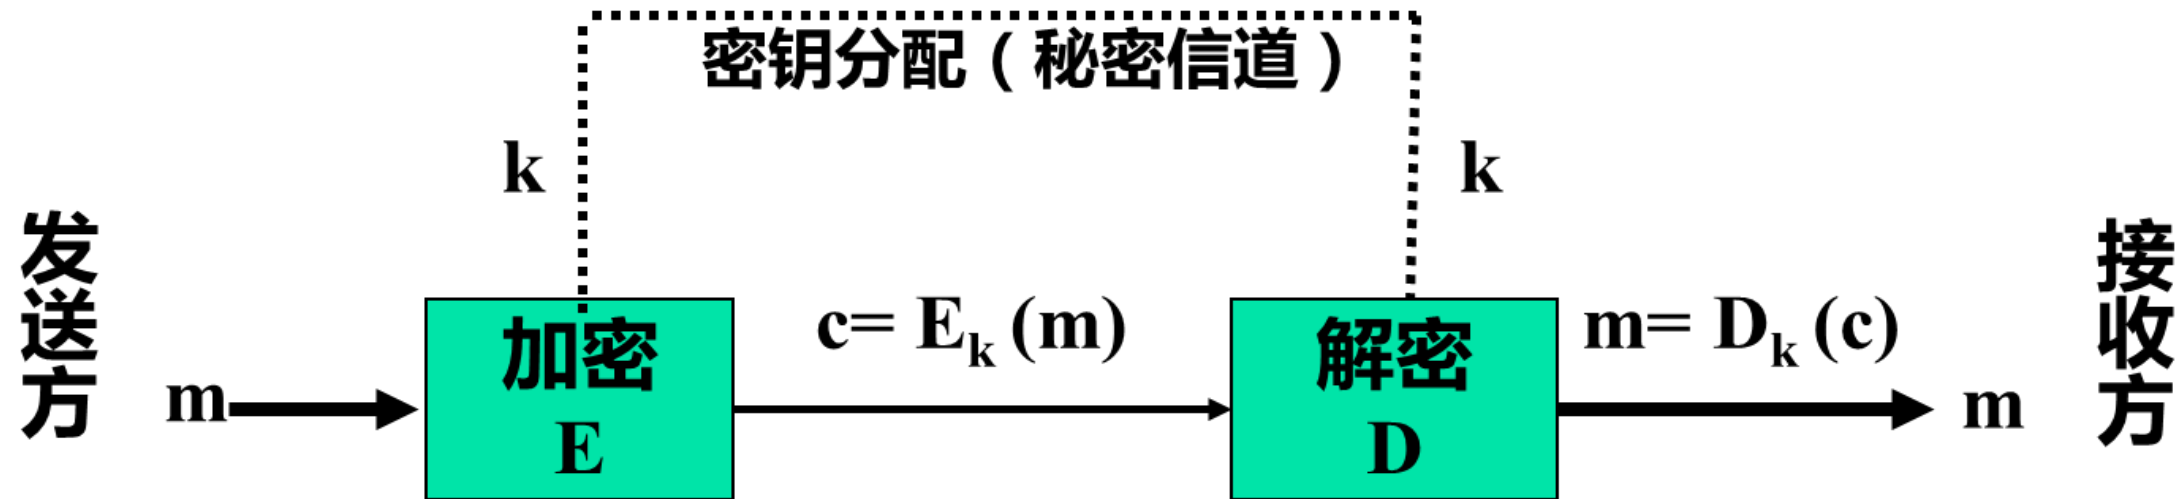 密钥分配（秘密信道）
k
k
发送方
m
加密
E
c= Eₖ (m)
解密
D
m= Dₖ (c)
m
接收方